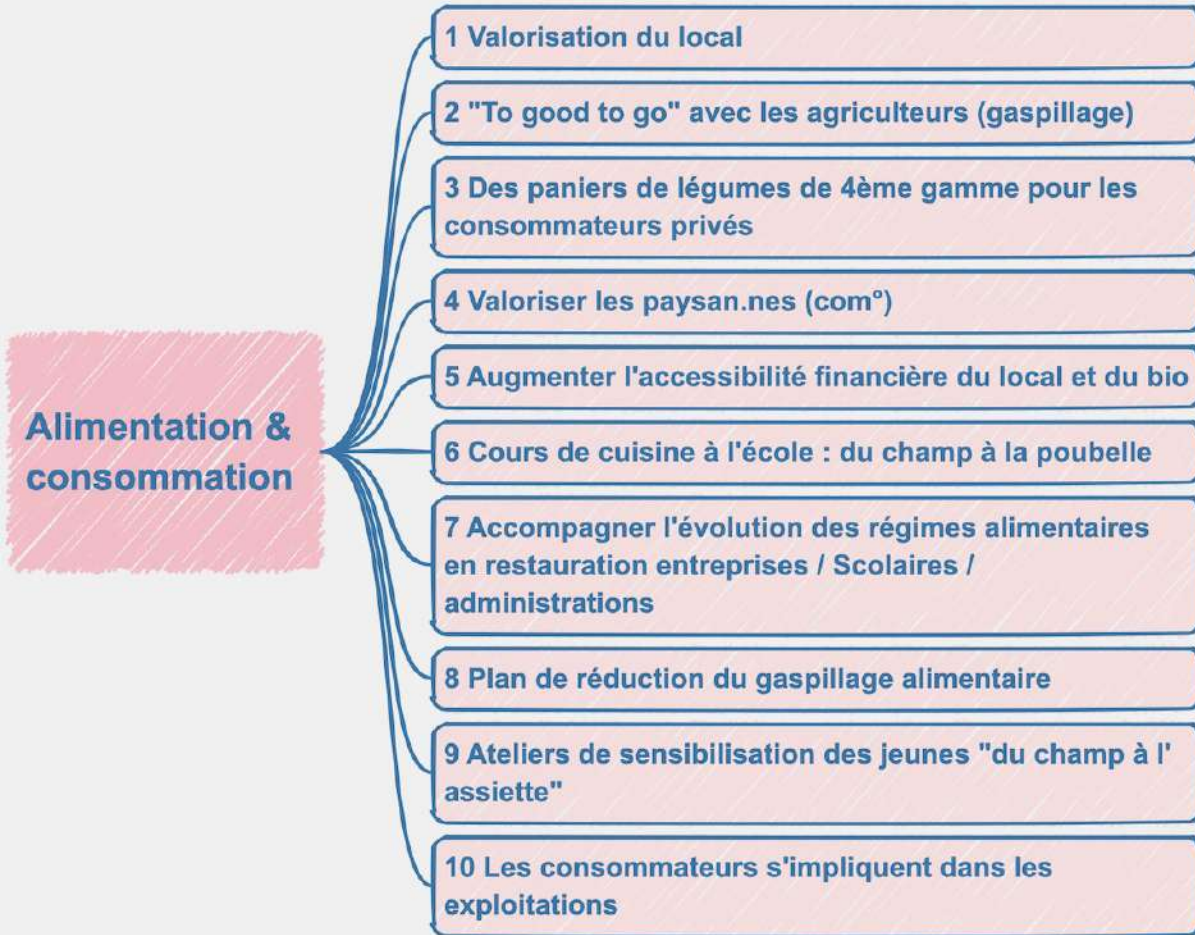 Alimentation &
consommation
1 Valorisation du local
2 "To good to go" avec les agriculteurs (gaspillage)
3 Des paniers de légumes de 4ème gamme pour les
consommateurs privés
4 Valoriser les paysan.nes (com°)
5 Augmenter l'accessibilité financière du local et du bio
6 Cours de cuisine à l'école : du champ à la poubelle
7 Accompagner l'évolution des régimes alimentaires
en restauration entreprises / Scolaires /
administrations
8 Plan de réduction du gaspillage alimentaire
9 Ateliers de sensibilisation des jeunes "du champ à l'
assiette"
10 Les consommateurs s'impliquent dans les
exploitations